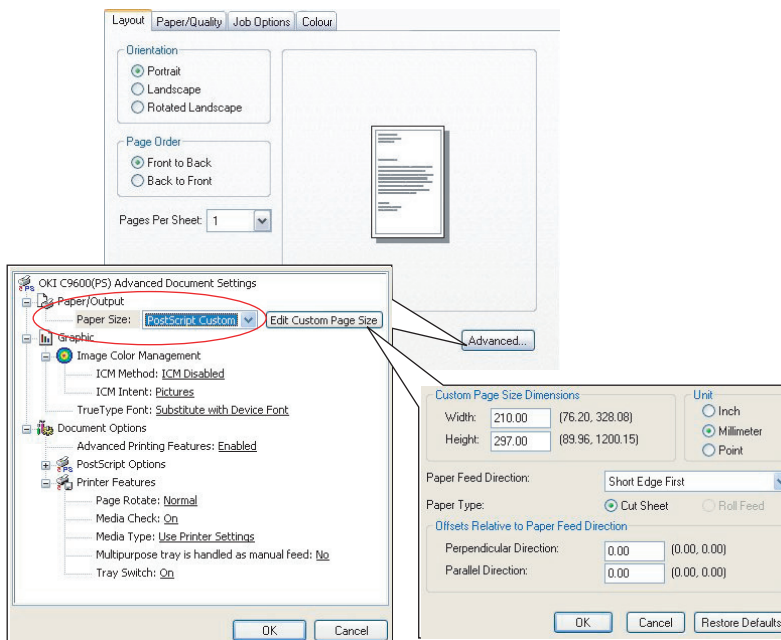 Layout Paper/Quality Job Options Colour
Orientation
Portrait
Landscape
Rotated Landscape
Page Order
Front to Back
Back to Front
Pages Per Sheet: 1
Advanced...
OKI C9600(PS) Advanced Document Settings
Paper/Output
Paper Size: PostScript Custom Edit Custom Page Size
Graphic
Image Color Management
ICM Method: ICM Disabled
ICM Intent: Pictures
TrueType Font: Substitute with Device Font
Document Options
Advanced Printing Features: Enabled
PostScript Options
Printer Features
Page Rotate: Normal
Media Check: On
Media Type: Use Printer Settings
Multipurpose tray is handled as manual feed: No
Tray Switch: On
OK Cancel
Custom Page Size Dimensions
Width: 210.00 (76.20, 328.08)
Height: 297.00 (89.96, 1200.15)
Unit
Inch
Millimeter
Point
Paper Feed Direction: Short Edge First
Paper Type: Cut Sheet Roll Feed
Offsets Relative to Paper Feed Direction
Perpendicular Direction: 0.00 (0.00, 0.00)
Parallel Direction: 0.00 (0.00, 0.00)
OK Cancel Restore Defaults